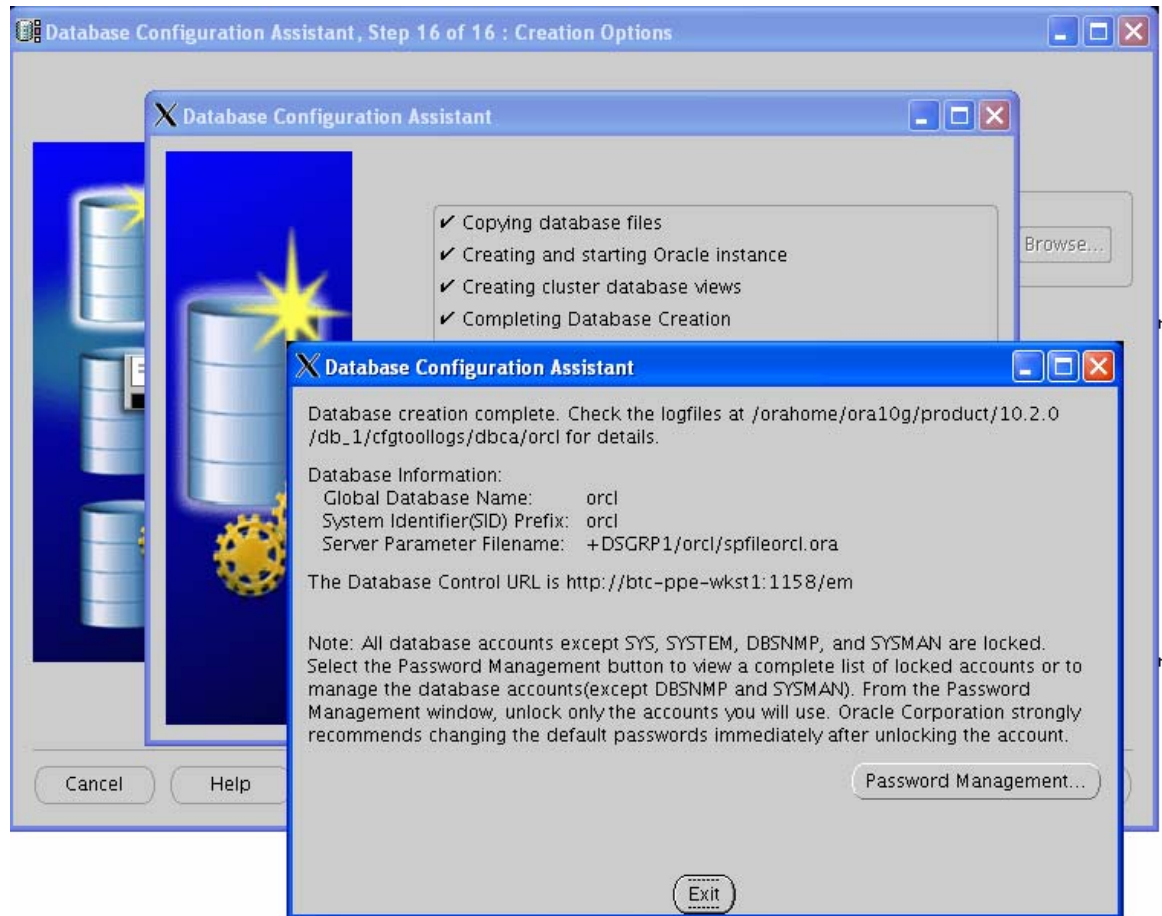 Database Configuration Assistant, Step 16 of 16 : Creation Options
Database Configuration Assistant
✔ Copying database files
✔ Creating and starting Oracle instance
✔ Creating cluster database views
✔ Completing Database Creation
Browse...
Database Configuration Assistant
Database creation complete. Check the logfiles at /orahome/ora10g/product/10.2.0
/db_1/cfgtoollogs/dbca/orcl for details.
Database Information:
Global Database Name: orcl
System Identifier(SID) Prefix: orcl
Server Parameter Filename: +DSGRP1/orcl/spfileorcl.ora
The Database Control URL is http://btc-ppe-wkst1:1158/em
Note: All database accounts except SYS, SYSTEM, DBSNMP, and SYSMAN are locked.
Select the Password Management button to view a complete list of locked accounts or to
manage the database accounts(except DBSNMP and SYSMAN). From the Password
Management window, unlock only the accounts you will use. Oracle Corporation strongly
recommends changing the default passwords immediately after unlocking the account.
Cancel
Help
Password Management...
Exit